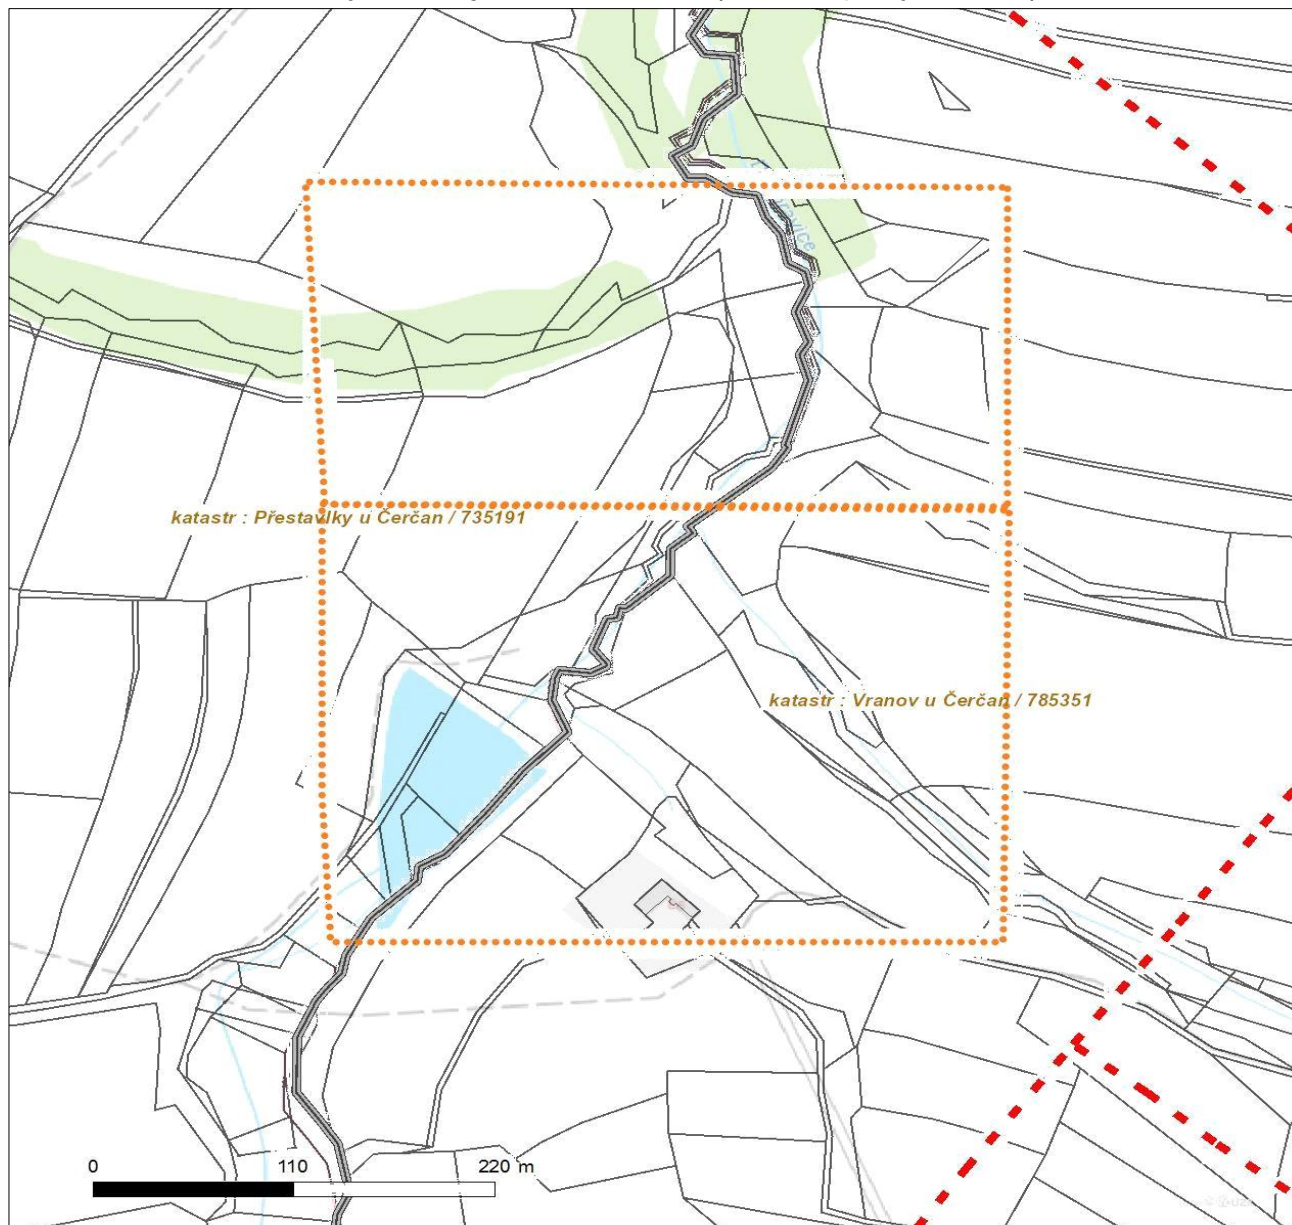 katastr : Přestavlky u Čerčan / 735191
katastr : Vranov u Čerčan / 785351
0 110 220 m